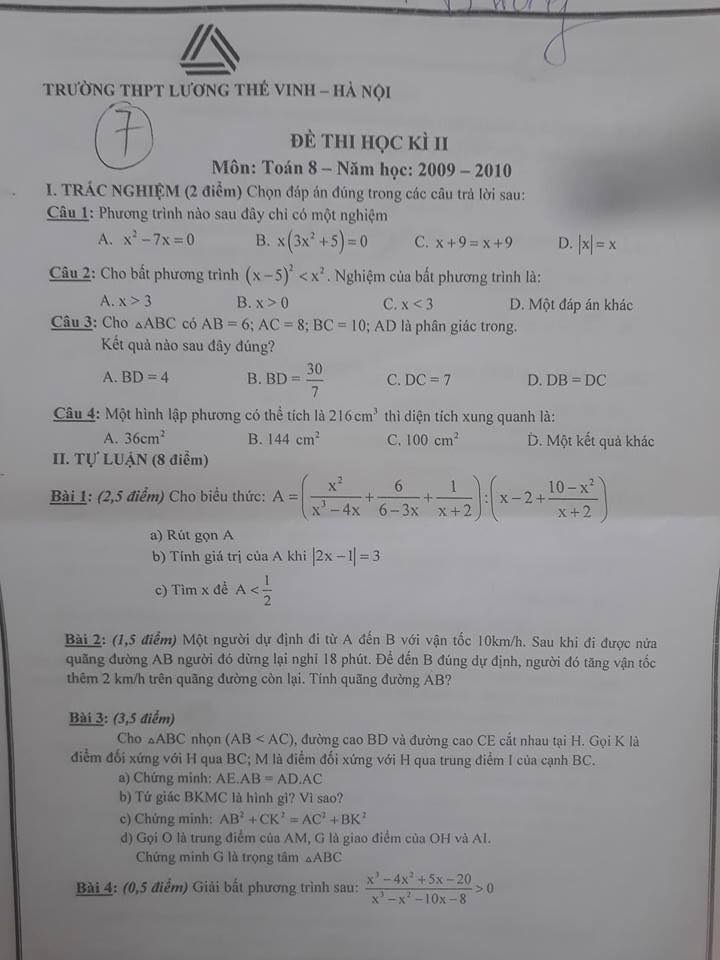 TRƯỜNG THPT LƯƠNG THẾ VINH – HÀ NỘI
7
ĐỀ THI HỌC KÌ II
Môn: Toán 8 – Năm học: 2009 – 2010
I. TRẮC NGHIỆM (2 điểm) Chọn đáp án đúng trong các câu trả lời sau:
Câu 1: Phương trình nào sau đây chỉ có một nghiệm
A. x² − 7x = 0 B. x(3x² + 5) = 0 C. x + 9 = x + 9 D. |x| = x
Câu 2: Cho bất phương trình (x − 5)² < x². Nghiệm của bất phương trình là:
A. x > 3 B. x > 0 C. x < 3 D. Một đáp án khác
Câu 3: Cho △ABC có AB = 6; AC = 8; BC = 10; AD là phân giác trong.
Kết quả nào sau đây đúng?
A. BD = 4 B. BD = 30/7 C. DC = 7 D. DB = DC
Câu 4: Một hình lập phương có thể tích là 216 cm³ thì diện tích xung quanh là:
A. 36cm² B. 144 cm² C. 100 cm² D. Một kết quả khác
II. TỰ LUẬN (8 điểm)
Bài 1: (2,5 điểm) Cho biểu thức: A = (x²/(x³ − 4x) + 6/(6 − 3x) + 1/(x + 2)) : (x − 2 + (10 − x²)/(x + 2))
a) Rút gọn A
b) Tính giá trị của A khi |2x − 1| = 3
c) Tìm x để A < 1/2
Bài 2: (1,5 điểm) Một người dự định đi từ A đến B với vận tốc 10km/h. Sau khi đi được nửa
quãng đường AB người đó dừng lại nghỉ 18 phút. Để đến B đúng dự định, người đó tăng vận tốc
thêm 2 km/h trên quãng đường còn lại. Tính quãng đường AB?
Bài 3: (3,5 điểm)
Cho △ABC nhọn (AB < AC), đường cao BD và đường cao CE cắt nhau tại H. Gọi K là
điểm đối xứng với H qua BC; M là điểm đối xứng với H qua trung điểm I của cạnh BC.
a) Chứng minh: AE.AB = AD.AC
b) Tứ giác BKMC là hình gì? Vì sao?
c) Chứng minh: AB² + CK² = AC² + BK²
d) Gọi O là trung điểm của AM, G là giao điểm của OH và AI.
Chứng minh G là trọng tâm △ABC
Bài 4: (0,5 điểm) Giải bất phương trình sau: (x³ − 4x² + 5x − 20)/(x³ − x² − 10x − 8) > 0